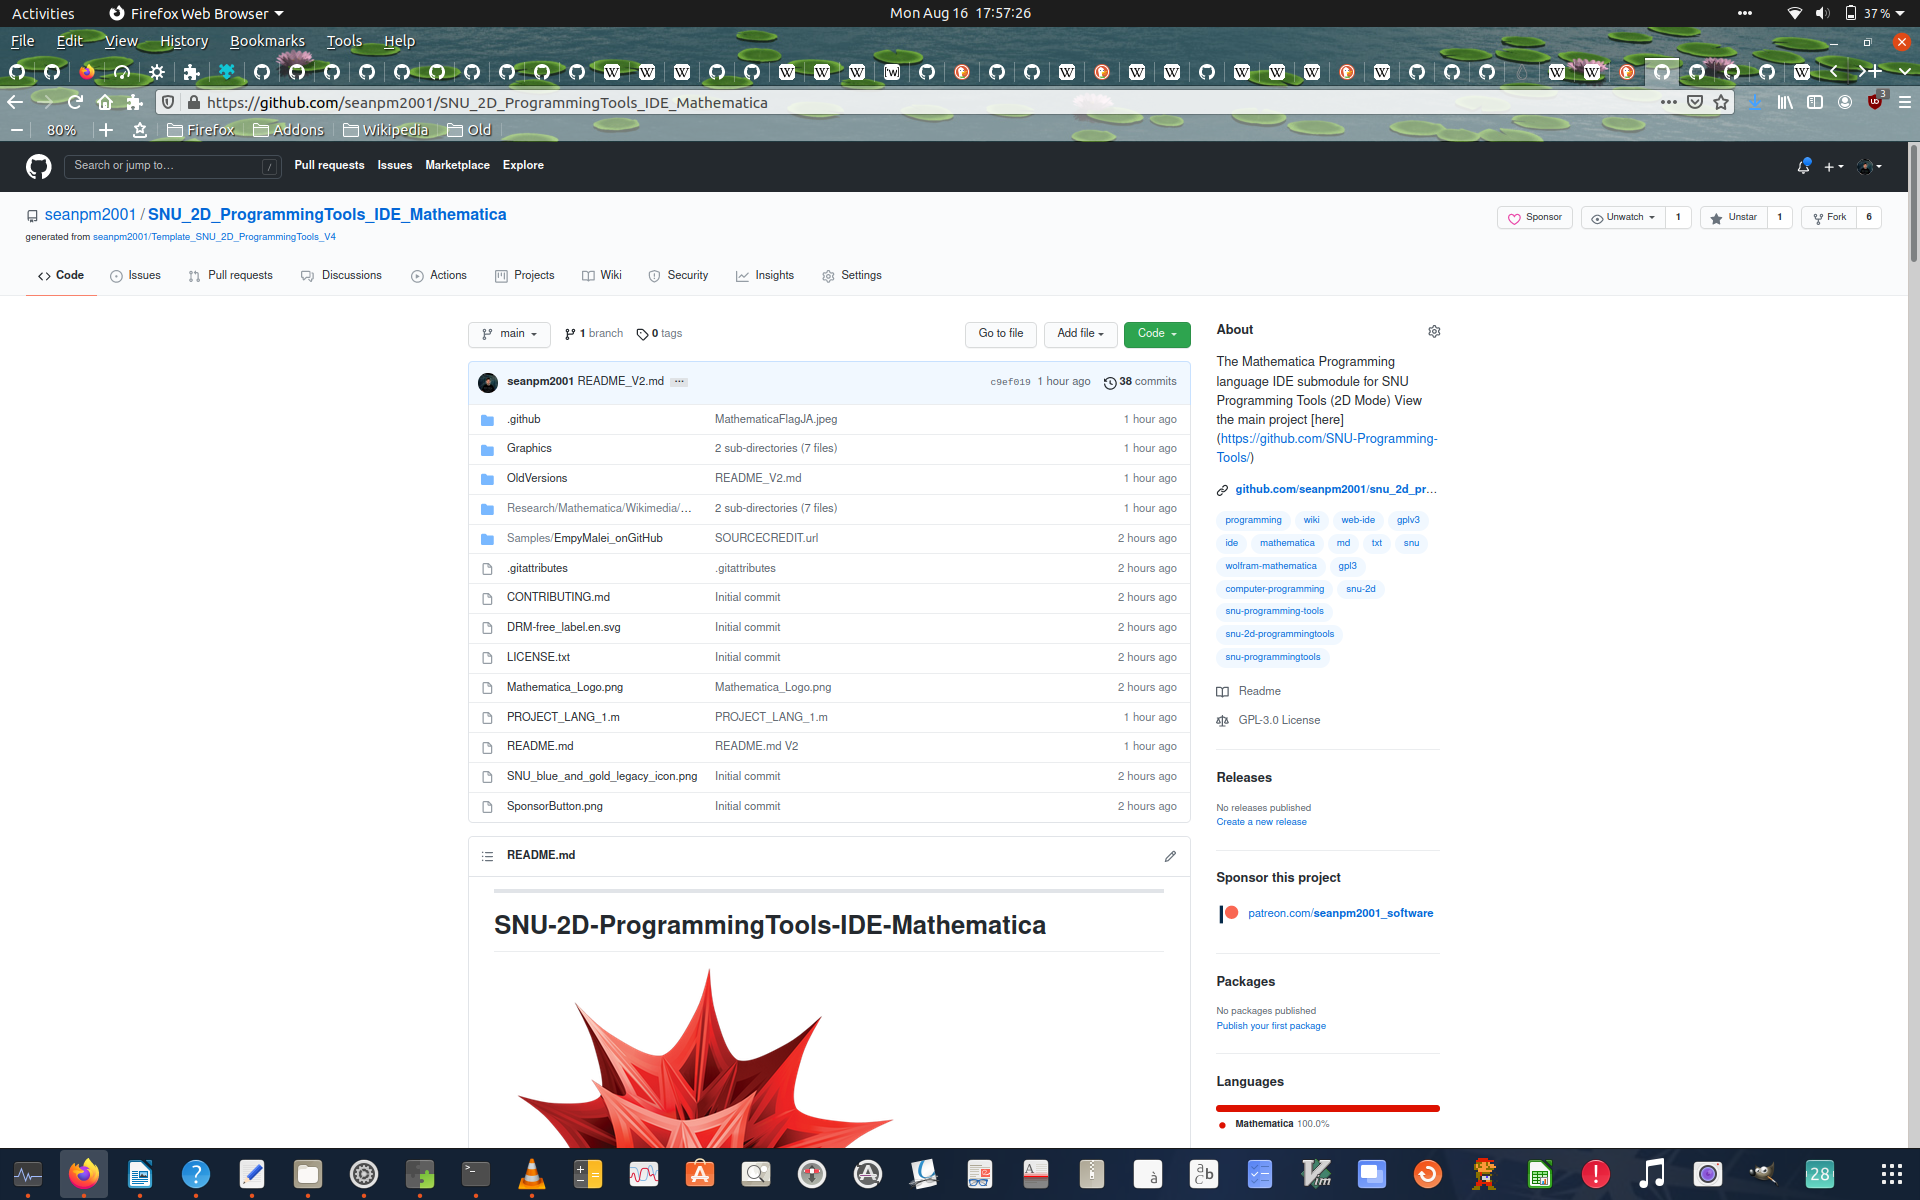 Activities Firefox Web Browser Mon Aug 16 17:57:26 37 %
File Edit View History Bookmarks Tools Help
https://github.com/seanpm2001/SNU_2D_ProgrammingTools_IDE_Mathematica 3
80% Firefox Addons Wikipedia Old
Search or jump to… / Pull requests Issues Marketplace Explore
seanpm2001 / SNU_2D_ProgrammingTools_IDE_Mathematica Sponsor Unwatch 1 Unstar 1 Fork 6
generated from seanpm2001/Template_SNU_2D_ProgrammingTools_V4
Code Issues Pull requests Discussions Actions Projects Wiki Security Insights Settings
main 1 branch 0 tags Go to file Add file Code
seanpm2001 README_V2.md ... c9ef019 1 hour ago 38 commits
.github MathematicaFlagJA.jpeg 1 hour ago
Graphics 2 sub-directories (7 files) 1 hour ago
OldVersions README_V2.md 1 hour ago
Research/Mathematica/Wikimedia/… 2 sub-directories (7 files) 1 hour ago
Samples/EmpyMalei_onGitHub SOURCECREDIT.url 2 hours ago
.gitattributes .gitattributes 2 hours ago
CONTRIBUTING.md Initial commit 2 hours ago
DRM-free_label.en.svg Initial commit 2 hours ago
LICENSE.txt Initial commit 2 hours ago
Mathematica_Logo.png Mathematica_Logo.png 2 hours ago
PROJECT_LANG_1.m PROJECT_LANG_1.m 1 hour ago
README.md README.md V2 1 hour ago
SNU_blue_and_gold_legacy_icon.png Initial commit 2 hours ago
SponsorButton.png Initial commit 2 hours ago
README.md
SNU-2D-ProgrammingTools-IDE-Mathematica
About
The Mathematica Programming
language IDE submodule for SNU
Programming Tools (2D Mode) View
the main project [here]
(https://github.com/SNU-Programming-
Tools/)
github.com/seanpm2001/snu_2d_pr…
programming wiki web-ide gplv3
ide mathematica md txt snu
wolfram-mathematica gpl3
computer-programming snu-2d
snu-programming-tools
snu-2d-programmingtools
snu-programmingtools
Readme
GPL-3.0 License
Releases
No releases published
Create a new release
Sponsor this project
patreon.com/seanpm2001_software
Packages
No packages published
Publish your first package
Languages
Mathematica 100.0%
28